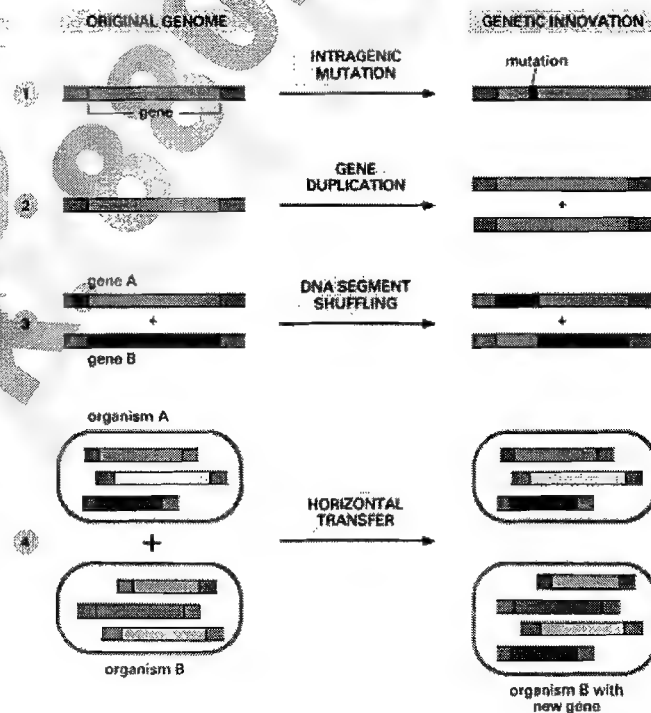 ORIGINAL GENOME
GENETIC INNOVATION
INTRAGENIC
MUTATION
mutation
1
gene
GENE
DUPLICATION
2
+
gene A
DNA SEGMENT
SHUFFLING
3
+
+
gene B
organism A
HORIZONTAL
TRANSFER
4
+
organism B
organism B with
new gene